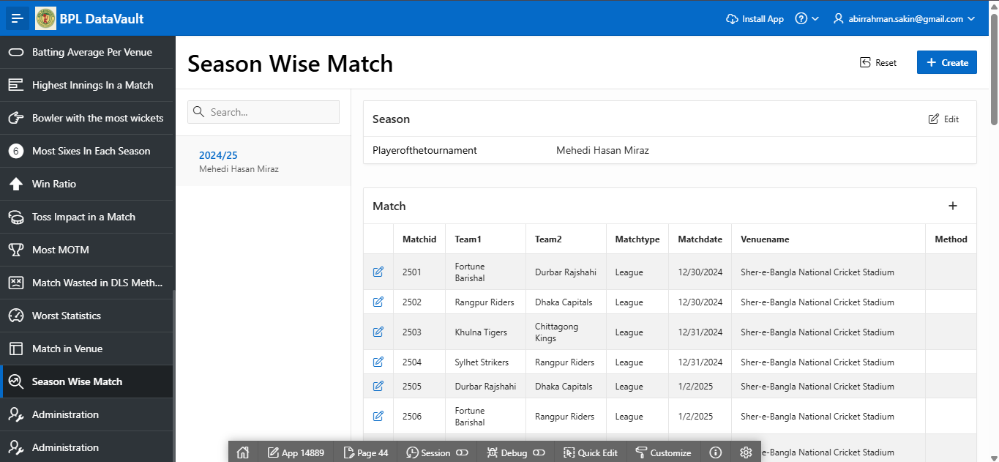 BPL DataVault
Install App
abirrahman.sakin@gmail.com
Batting Average Per Venue
Highest Innings In a Match
Bowler with the most wickets
6 Most Sixes In Each Season
Win Ratio
Toss Impact in a Match
Most MOTM
Match Wasted in DLS Meth...
Worst Statistics
Match in Venue
Season Wise Match
Administration
Administration
Season Wise Match
Reset
Create
Search...
2024/25
Mehedi Hasan Miraz
Season
Edit
Playerofthetournament Mehedi Hasan Miraz
Match
Matchid Team1 Team2 Matchtype Matchdate Venuename Method
2501 Fortune Barishal Durbar Rajshahi League 12/30/2024 Sher-e-Bangla National Cricket Stadium
2502 Rangpur Riders Dhaka Capitals League 12/30/2024 Sher-e-Bangla National Cricket Stadium
2503 Khulna Tigers Chittagong Kings League 12/31/2024 Sher-e-Bangla National Cricket Stadium
2504 Sylhet Strikers Rangpur Riders League 12/31/2024 Sher-e-Bangla National Cricket Stadium
2505 Durbar Rajshahi Dhaka Capitals League 1/2/2025 Sher-e-Bangla National Cricket Stadium
2506 Fortune Barishal Rangpur Riders League 1/2/2025 Sher-e-Bangla National Cricket Stadium
e-Bangla National Cricket Stadium
App 14889 Page 44 Session Debug Quick Edit Customize